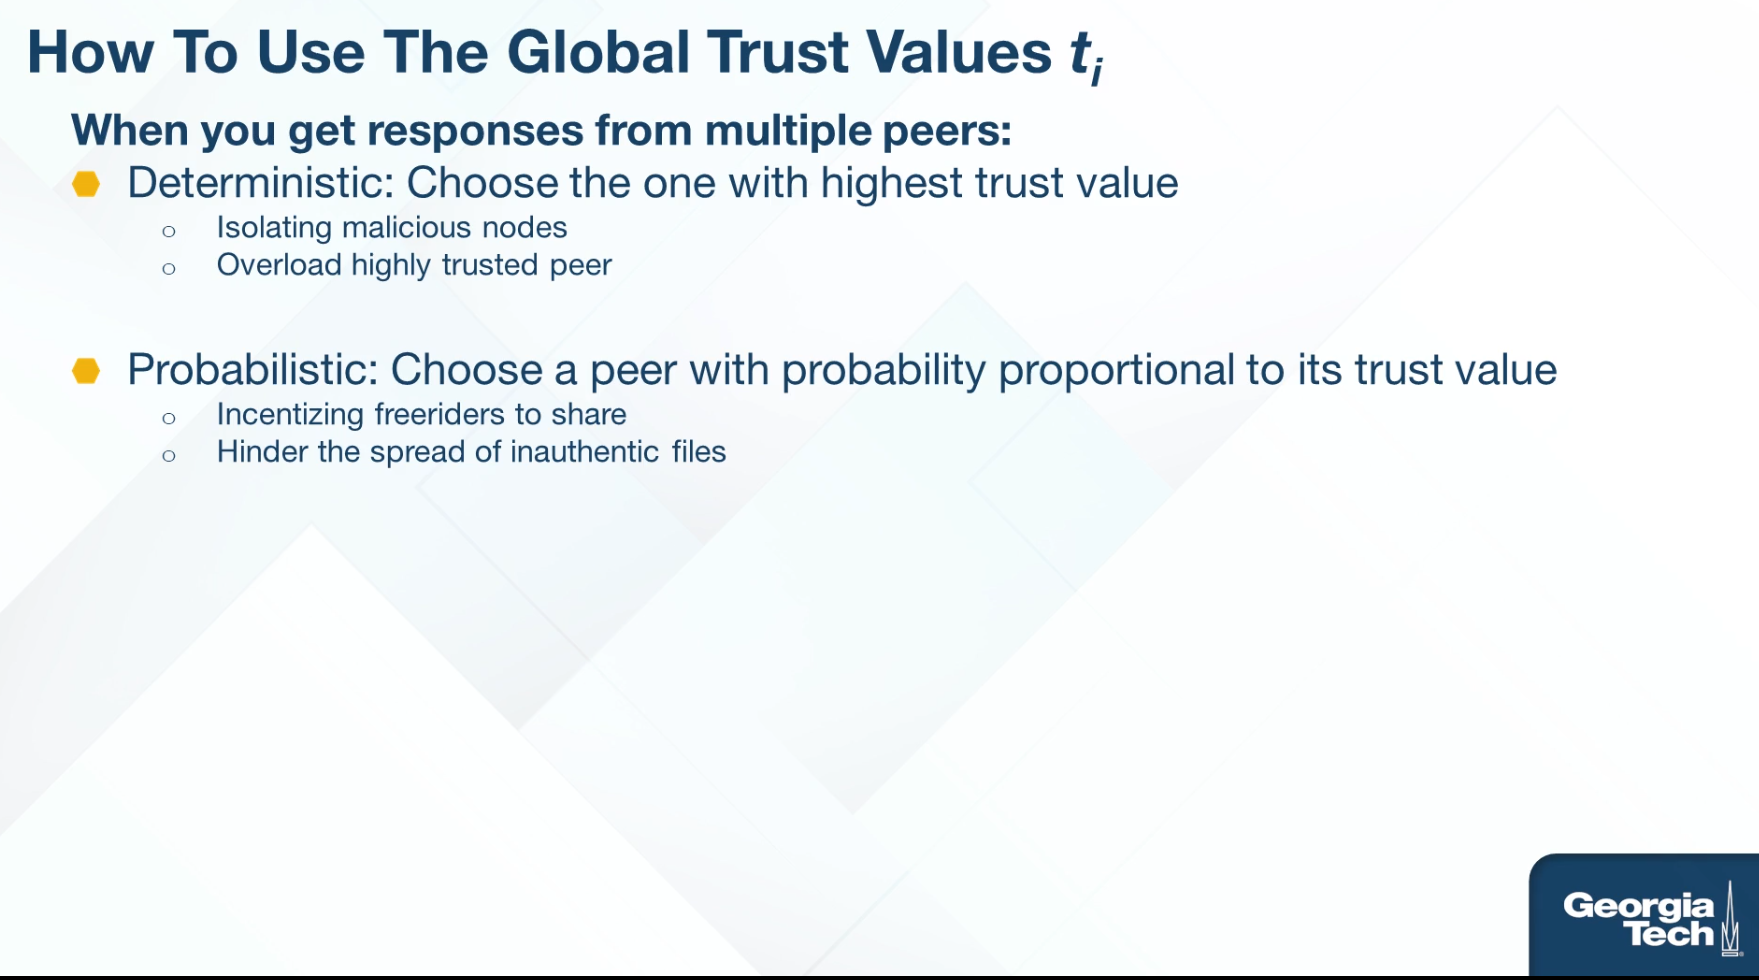 How To Use The Global Trust Values ti
When you get responses from multiple peers:
Deterministic: Choose the one with highest trust value
Isolating malicious nodes
Overload highly trusted peer
Probabilistic: Choose a peer with probability proportional to its trust value
Incentizing freeriders to share
Hinder the spread of inauthentic files
Georgia
Tech